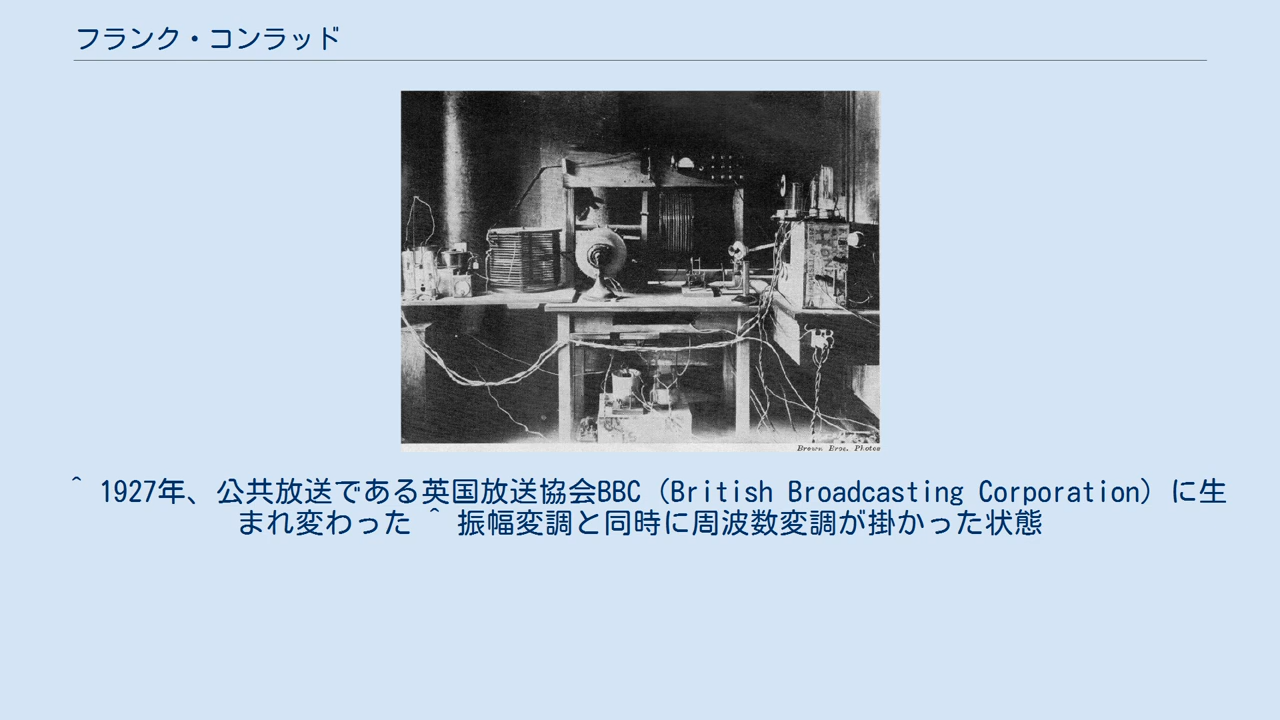 フランク・コンラッド
Brown Bros. Photos
^ 1927年、公共放送である英国放送協会BBC (British Broadcasting Corporation) に生
まれ変わった ^ 振幅変調と同時に周波数変調が掛かった状態